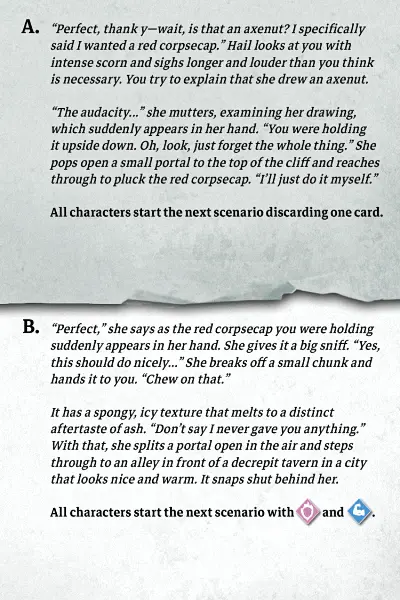 A. “Perfect, thank y—wait, is that an axenut? I specifically
said I wanted a red corpsecap.” Hail looks at you with
intense scorn and sighs longer and louder than you think
is necessary. You try to explain that she drew an axenut.
“The audacity...” she mutters, examining her drawing,
which suddenly appears in her hand. “You were holding
it upside down. Oh, look, just forget the whole thing.” She
pops open a small portal to the top of the cliff and reaches
through to pluck the red corpsecap. “I’ll just do it myself.”
All characters start the next scenario discarding one card.
B. “Perfect,” she says as the red corpsecap you were holding
suddenly appears in her hand. She gives it a big sniff. “Yes,
this should do nicely...” She breaks off a small chunk and
hands it to you. “Chew on that.”
It has a spongy, icy texture that melts to a distinct
aftertaste of ash. “Don’t say I never gave you anything.”
With that, she splits a portal open in the air and steps
through to an alley in front of a decrepit tavern in a city
that looks nice and warm. It snaps shut behind her.
All characters start the next scenario with and .